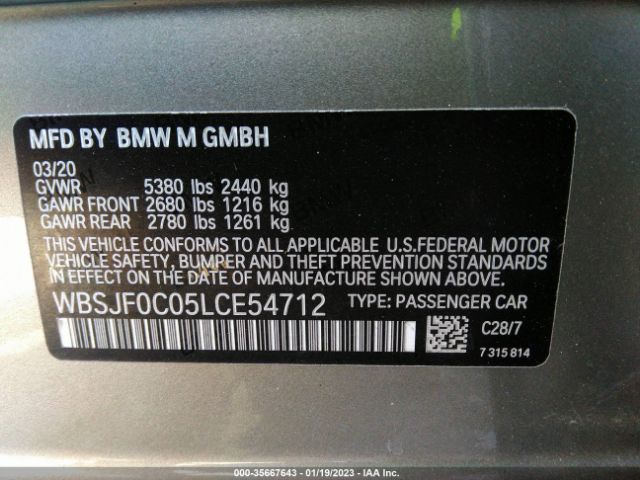 MFD BY BMW M GMBH
03/20
GVWR 5380 lbs 2440 kg
GAWR FRONT 2680 lbs 1216 kg
GAWR REAR 2780 lbs 1261 kg
THIS VEHICLE CONFORMS TO ALL APPLICABLE U.S.FEDERAL MOTOR
VEHICLE SAFETY, BUMPER AND THEFT PREVENTION STANDARDS
IN EFFECT ON THE DATE OF MANUFACTURE SHOWN ABOVE.
WBSJF0C05LCE54712 TYPE: PASSENGER CAR
C28/7
7 315 814
000-35667643 / 01/19/2023 - IAA Inc.